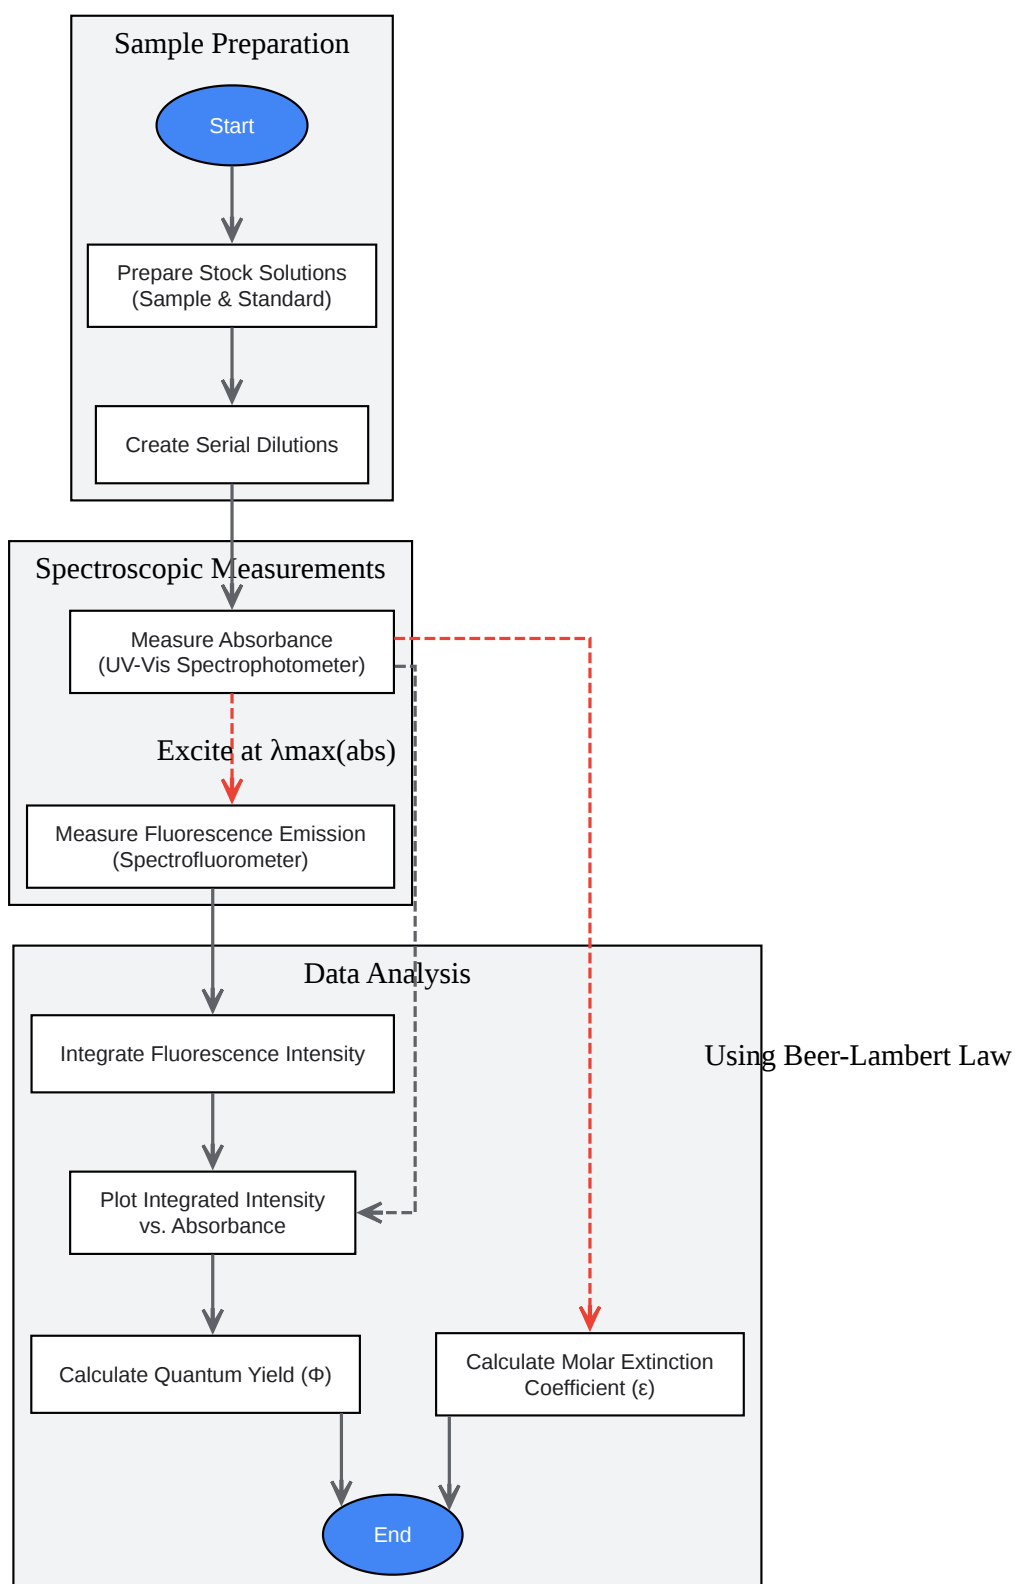 Sample Preparation
Start
Prepare Stock Solutions
(Sample & Standard)
Create Serial Dilutions
Spectroscopic Measurements
Measure Absorbance
(UV-Vis Spectrophotometer)
Excite at λmax(abs)
Measure Fluorescence Emission
(Spectrofluorometer)
Data Analysis
Integrate Fluorescence Intensity
Using Beer-Lambert Law
Plot Integrated Intensity
vs. Absorbance
Calculate Quantum Yield (Φ)
Calculate Molar Extinction
Coefficient (ε)
End